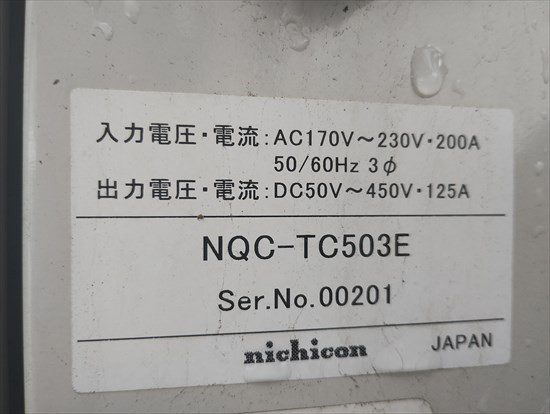 入力電圧・電流:AC170V～230V・200A
50/60Hz 3φ
出力電圧・電流:DC50V～450V・125A
NQC-TC503E
Ser.No.00201
nichicon JAPAN